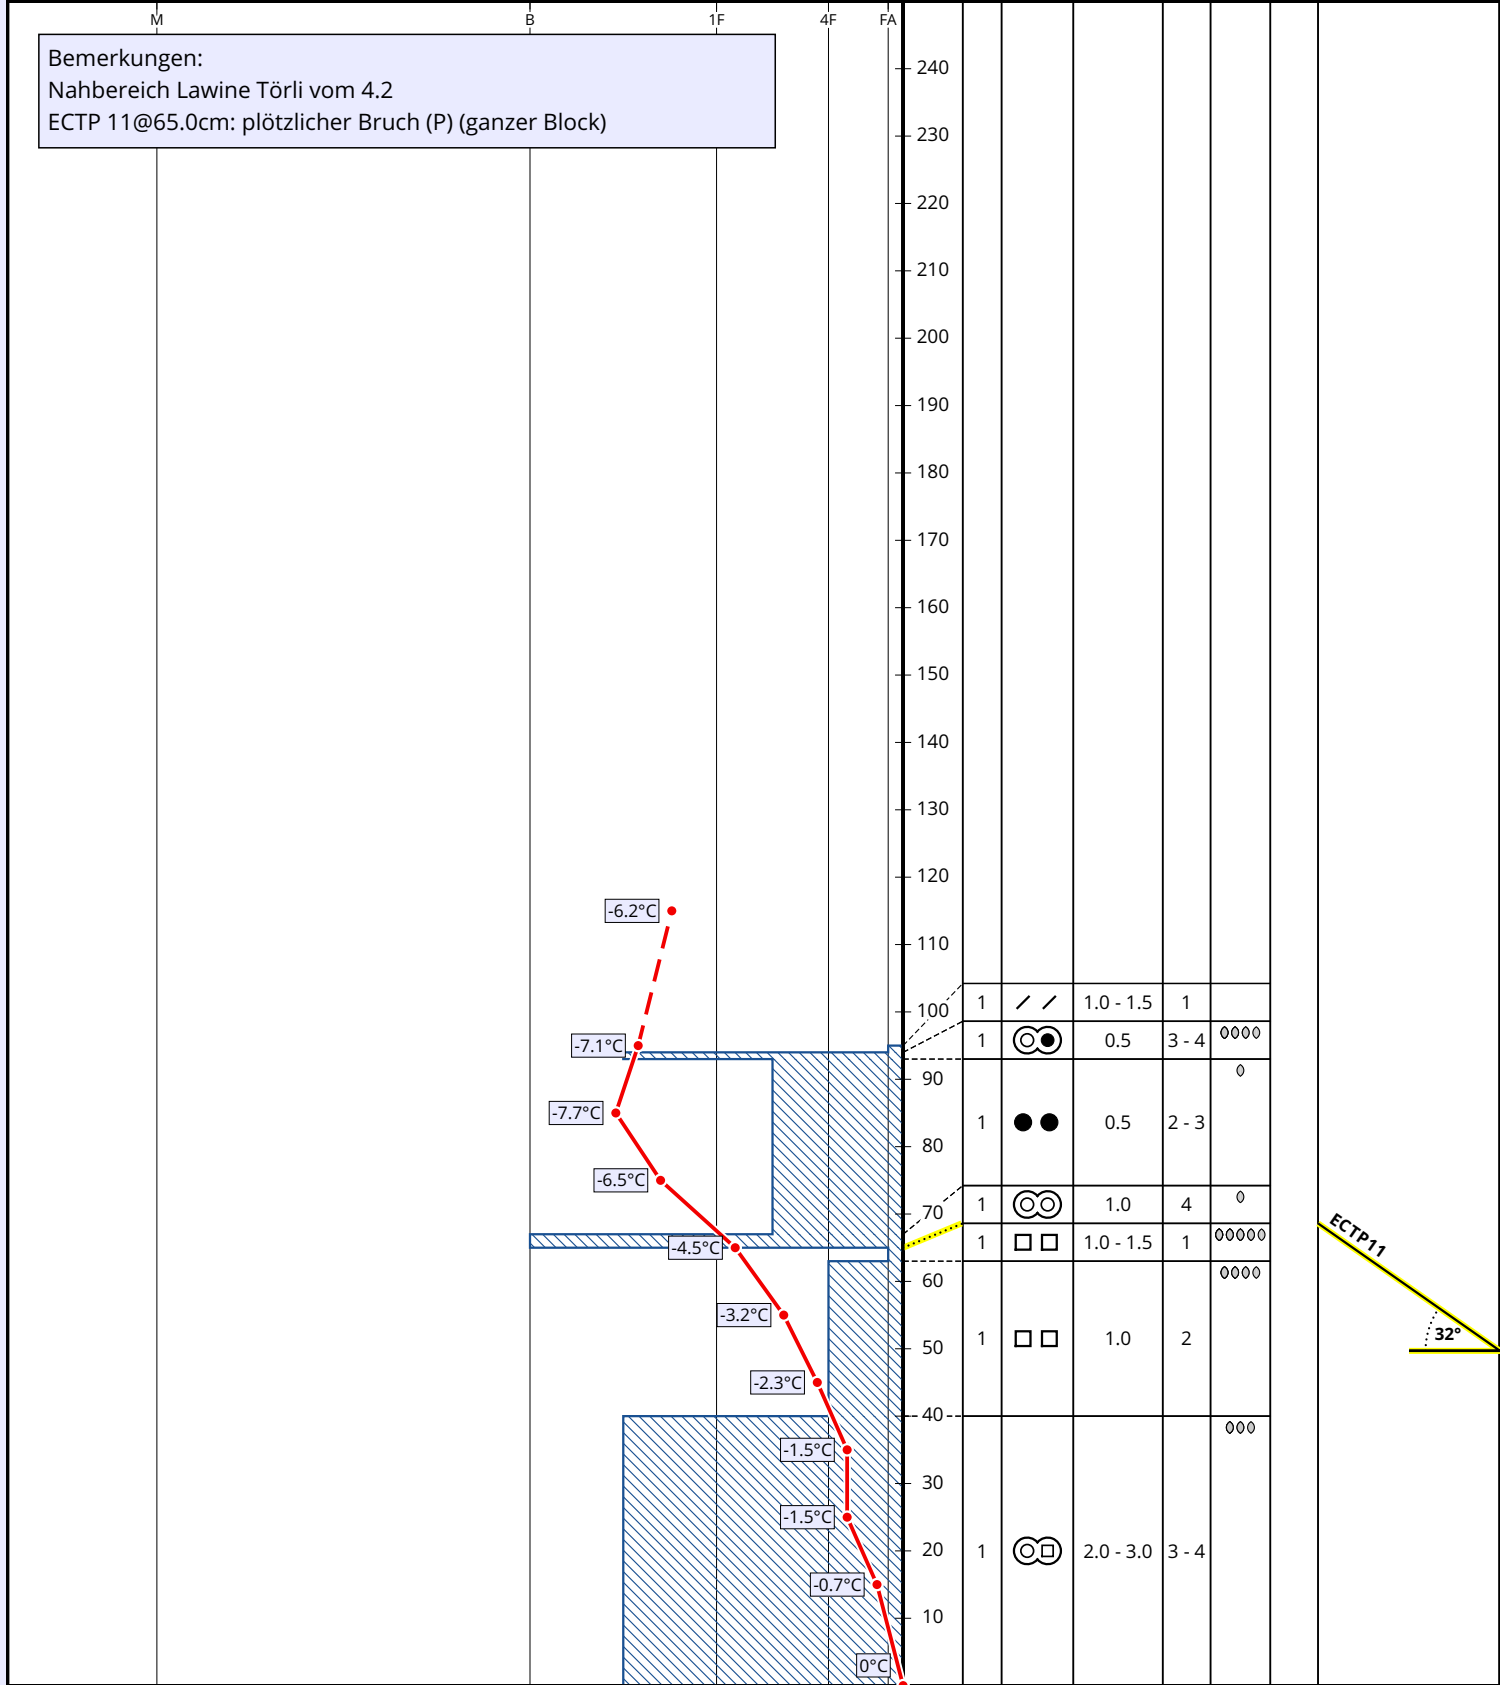 M B 1F 4F FA
Bemerkungen:
Nahbereich Lawine Törli vom 4.2
ECTP 11@65.0cm: plötzlicher Bruch (P) (ganzer Block)
240
230
220
210
200
190
180
170
160
150
140
130
120
-6.2°C
110
100 1 1.0 - 1.5 1
-7.1°C 1 0.5 3 - 4
90
-7.7°C 1 0.5 2 - 3
80
-6.5°C
70 1 1.0 4
ECTP11
-4.5°C 1 1.0 - 1.5 1
60
-3.2°C
50 1 1.0 2 32°
-2.3°C
40
-1.5°C
30
-1.5°C
20 1 2.0 - 3.0 3 - 4
-0.7°C
10
0°C